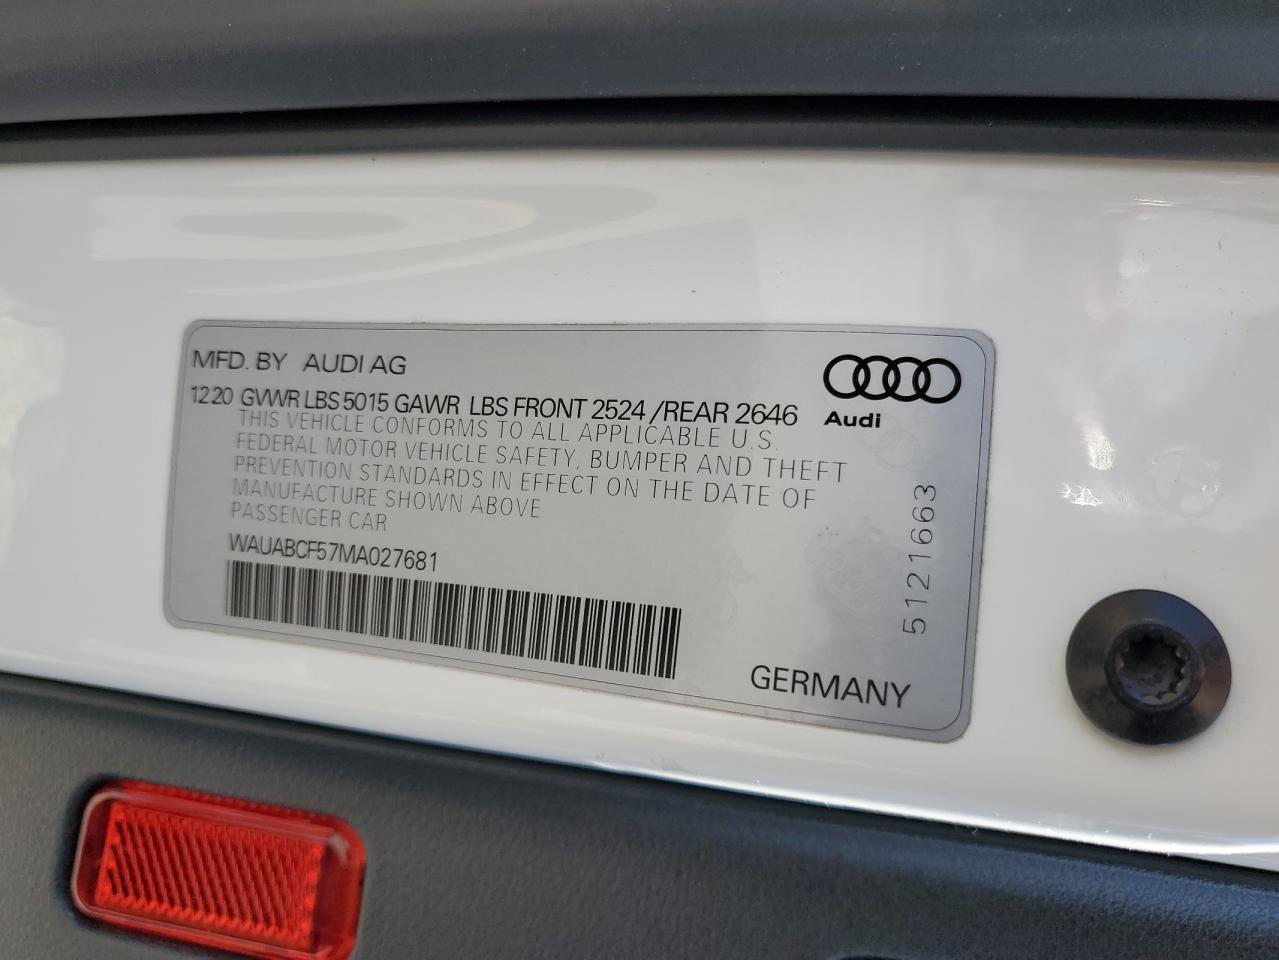 MFD. BY AUDI AG
1220 GVWR LBS 5015 GAWR LBS FRONT 2524 /REAR 2646
THIS VEHICLE CONFORMS TO ALL APPLICABLE U.S.
FEDERAL MOTOR VEHICLE SAFETY, BUMPER AND THEFT
PREVENTION STANDARDS IN EFFECT ON THE DATE OF
MANUFACTURE SHOWN ABOVE
PASSENGER CAR
WAUABCF57MA027681
Audi
5121663
GERMANY